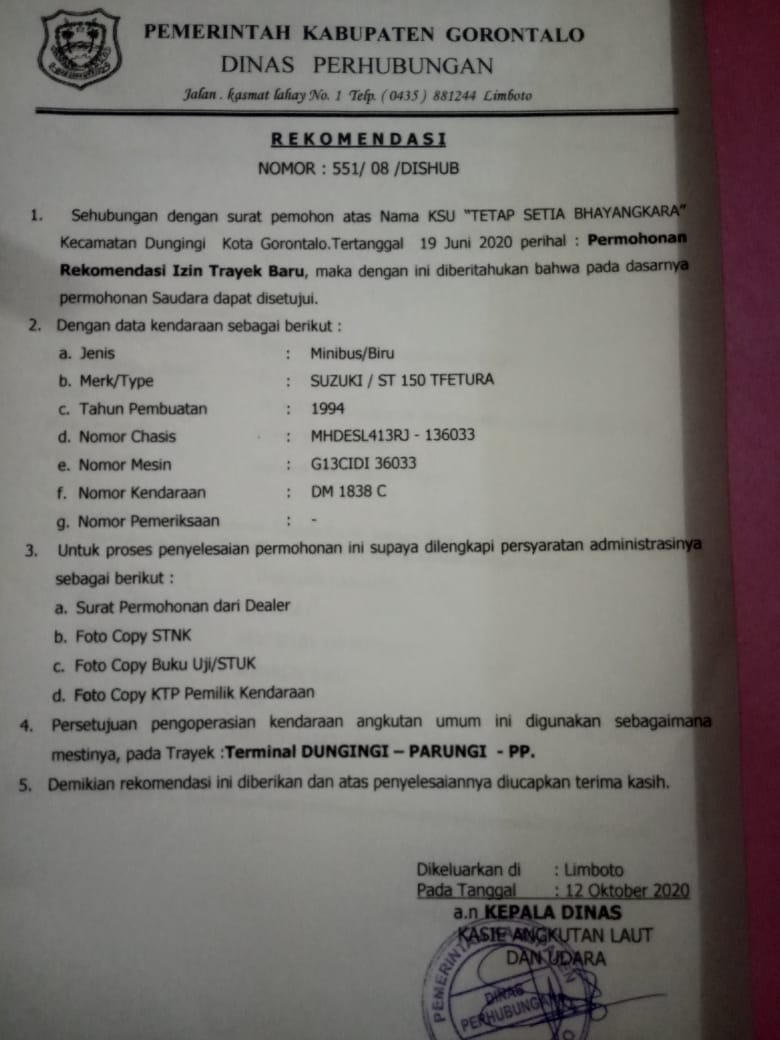 PEMERINTAH KABUPATEN GORONTALO
DINAS PERHUBUNGAN
Jalan . kasmat lahay No. 1 Telp. ( 0435 ) 881244 Limboto
REKOMENDASI
NOMOR : 551/ 08 /DISHUB
1. Sehubungan dengan surat pemohon atas Nama KSU "TETAP SETIA BHAYANGKARA"
Kecamatan Dungingi Kota Gorontalo.Tertanggal 19 Juni 2020 perihal : Permohonan
Rekomendasi Izin Trayek Baru, maka dengan ini diberitahukan bahwa pada dasarnya
permohonan Saudara dapat disetujui.
2. Dengan data kendaraan sebagai berikut :
a. Jenis : Minibus/Biru
b. Merk/Type : SUZUKI / ST 150 TFETURA
c. Tahun Pembuatan : 1994
d. Nomor Chasis : MHDESL413RJ - 136033
e. Nomor Mesin : G13CIDI 36033
f. Nomor Kendaraan : DM 1838 C
g. Nomor Pemeriksaan : -
3. Untuk proses penyelesaian permohonan ini supaya dilengkapi persyaratan administrasinya
sebagai berikut :
a. Surat Permohonan dari Dealer
b. Foto Copy STNK
c. Foto Copy Buku Uji/STUK
d. Foto Copy KTP Pemilik Kendaraan
4. Persetujuan pengoperasian kendaraan angkutan umum ini digunakan sebagaimana
mestinya, pada Trayek :Terminal DUNGINGI – PARUNGI - PP.
5. Demikian rekomendasi ini diberikan dan atas penyelesaiannya diucapkan terima kasih.
Dikeluarkan di : Limboto
Pada Tanggal : 12 Oktober 2020
a.n KEPALA DINAS
KASIE ANGKUTAN LAUT
DAN UDARA
DINAS
PERHUBUNGAN